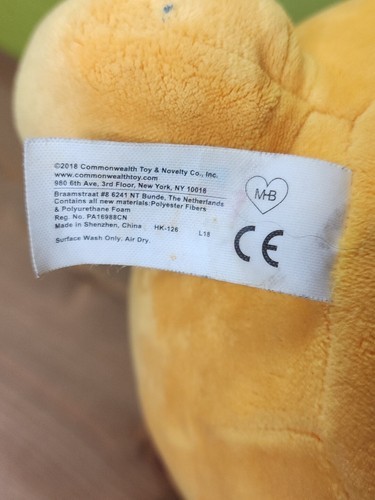 ©2018 Commonwealth Toy & Novelty Co., Inc.
www.commonwealthtoy.com
980 6th Ave, 3rd Floor, New York, NY 10018
Braamstraat #8 6241 NT Bunde, The Netherlands
Contains all new materials:Polyester Fibers
& Polyurethane Foam
Reg. No. PA16988CN
Made in Shenzhen, China HK-126 L18
Surface Wash Only. Air Dry.
MHB
CE